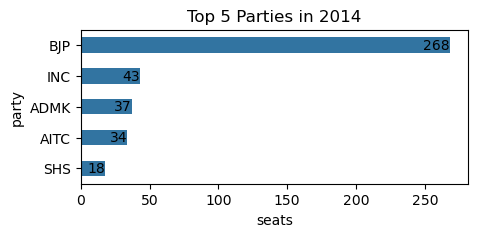 Top 5 Parties in 2014
party
BJP 268
INC 43
ADMK 37
AITC 34
SHS 18
0 50 100 150 200 250
seats